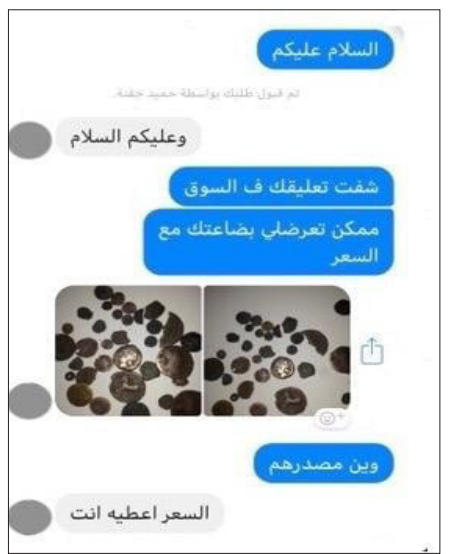 السلام عليكم
تم قبول طلبك بواسطة حميد حفنة.
وعليكم السلام
شفت تعليقك ف السوق
ممكن تعرضلي بضاعتك مع
السعر
وين مصدرهم
السعر اعطيه انت